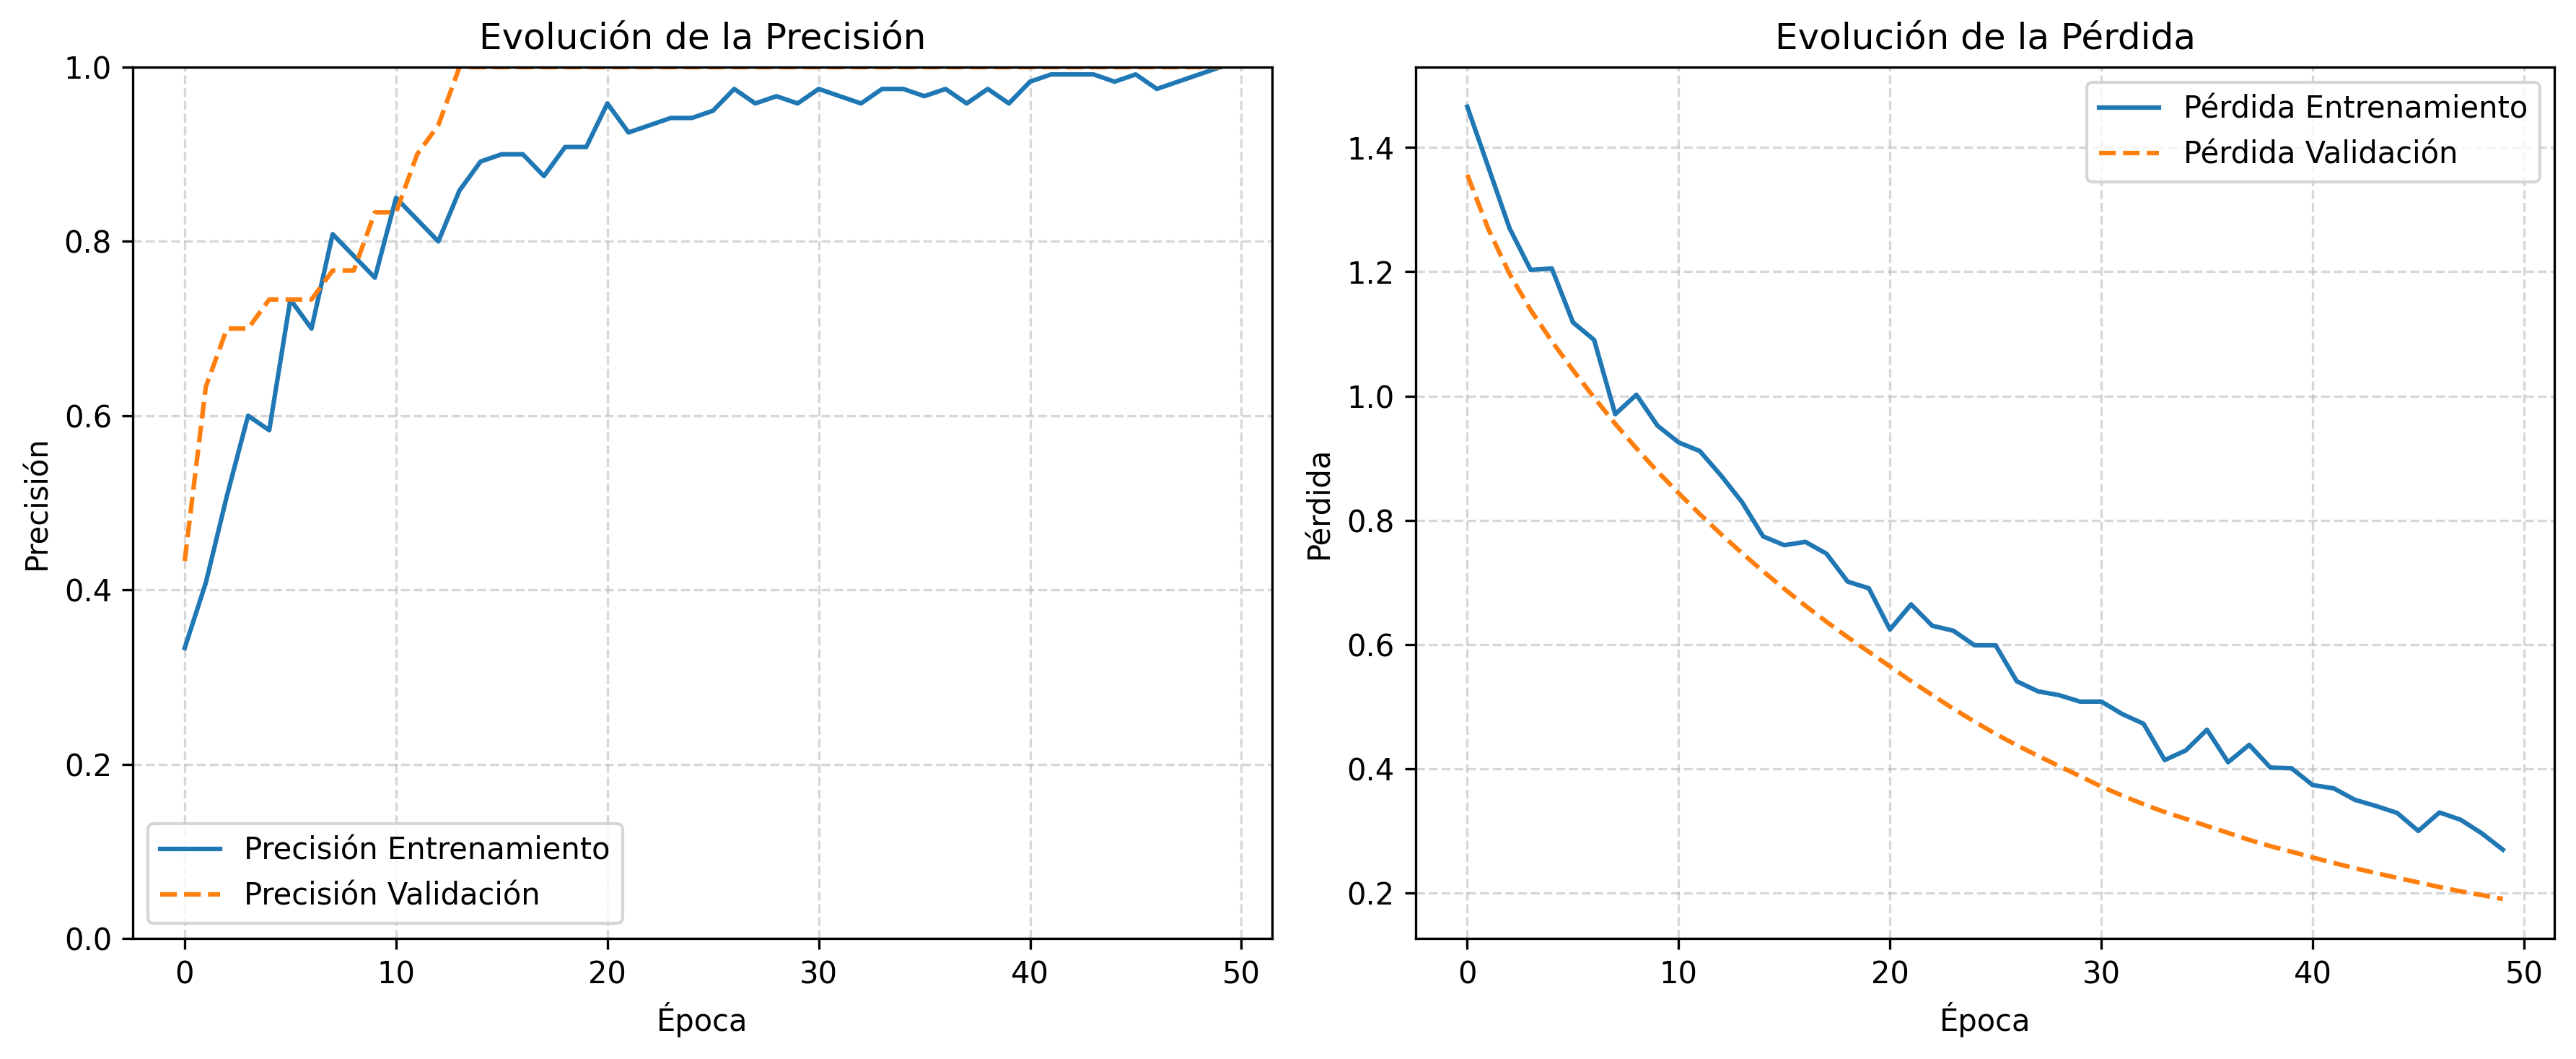 Evolución de la Precisión
1.0
0.8
0.6
0.4
0.2
0.0
Precisión
Precisión Entrenamiento
Precisión Validación
0 10 20 30 40 50
Época
Evolución de la Pérdida
1.4
1.2
1.0
0.8
0.6
0.4
0.2
Pérdida
Pérdida Entrenamiento
Pérdida Validación
0 10 20 30 40 50
Época